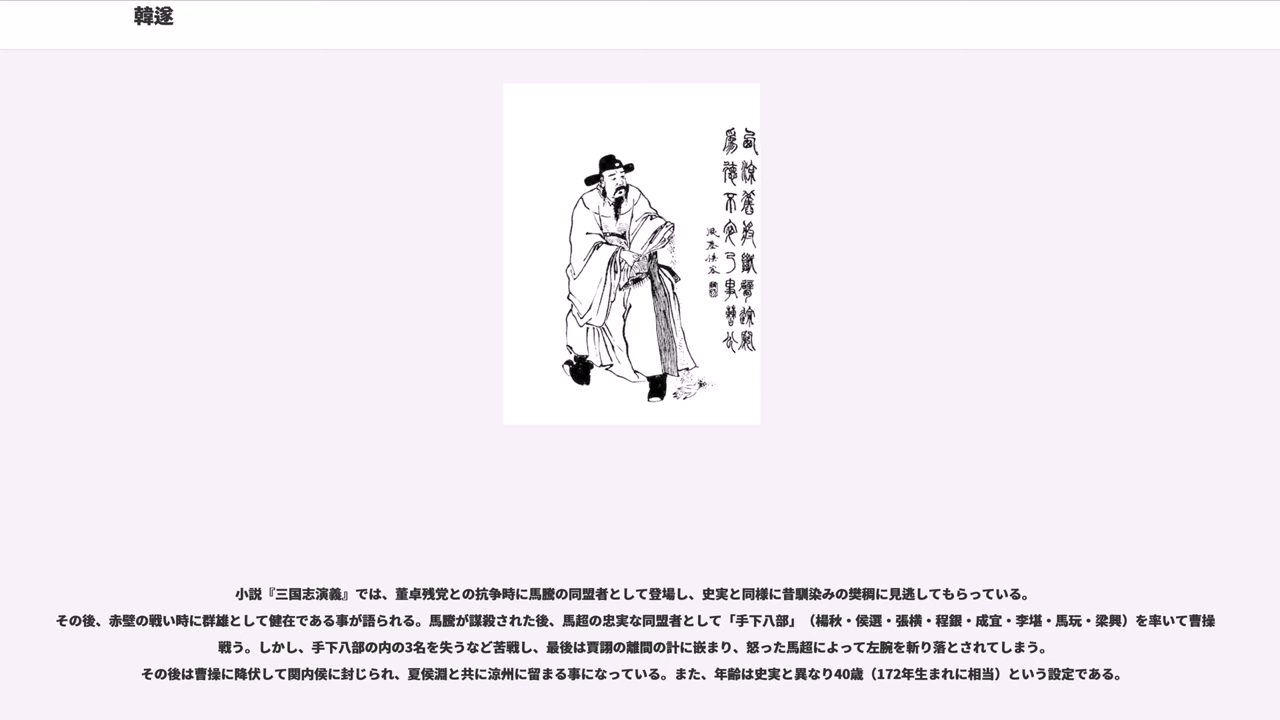 韓遂
小説『三国志演義』では、董卓残党との抗争時に馬騰の同盟者として登場し、史実と同様に昔馴染みの樊稠に見逃してもらっている。
その後、赤壁の戦い時に群雄として健在である事が語られる。馬騰が謀殺された後、馬超の忠実な同盟者として「手下八部」（楊秋・侯選・張横・程銀・成宜・李堪・馬玩・梁興）を率いて曹操
戦う。しかし、手下八部の内の3名を失うなど苦戦し、最後は賈詡の離間の計に嵌まり、怒った馬超によって左腕を斬り落とされてしまう。
その後は曹操に降伏して関内侯に封じられ、夏侯淵と共に涼州に留まる事になっている。また、年齢は史実と異なり40歳（172年生まれに相当）という設定である。